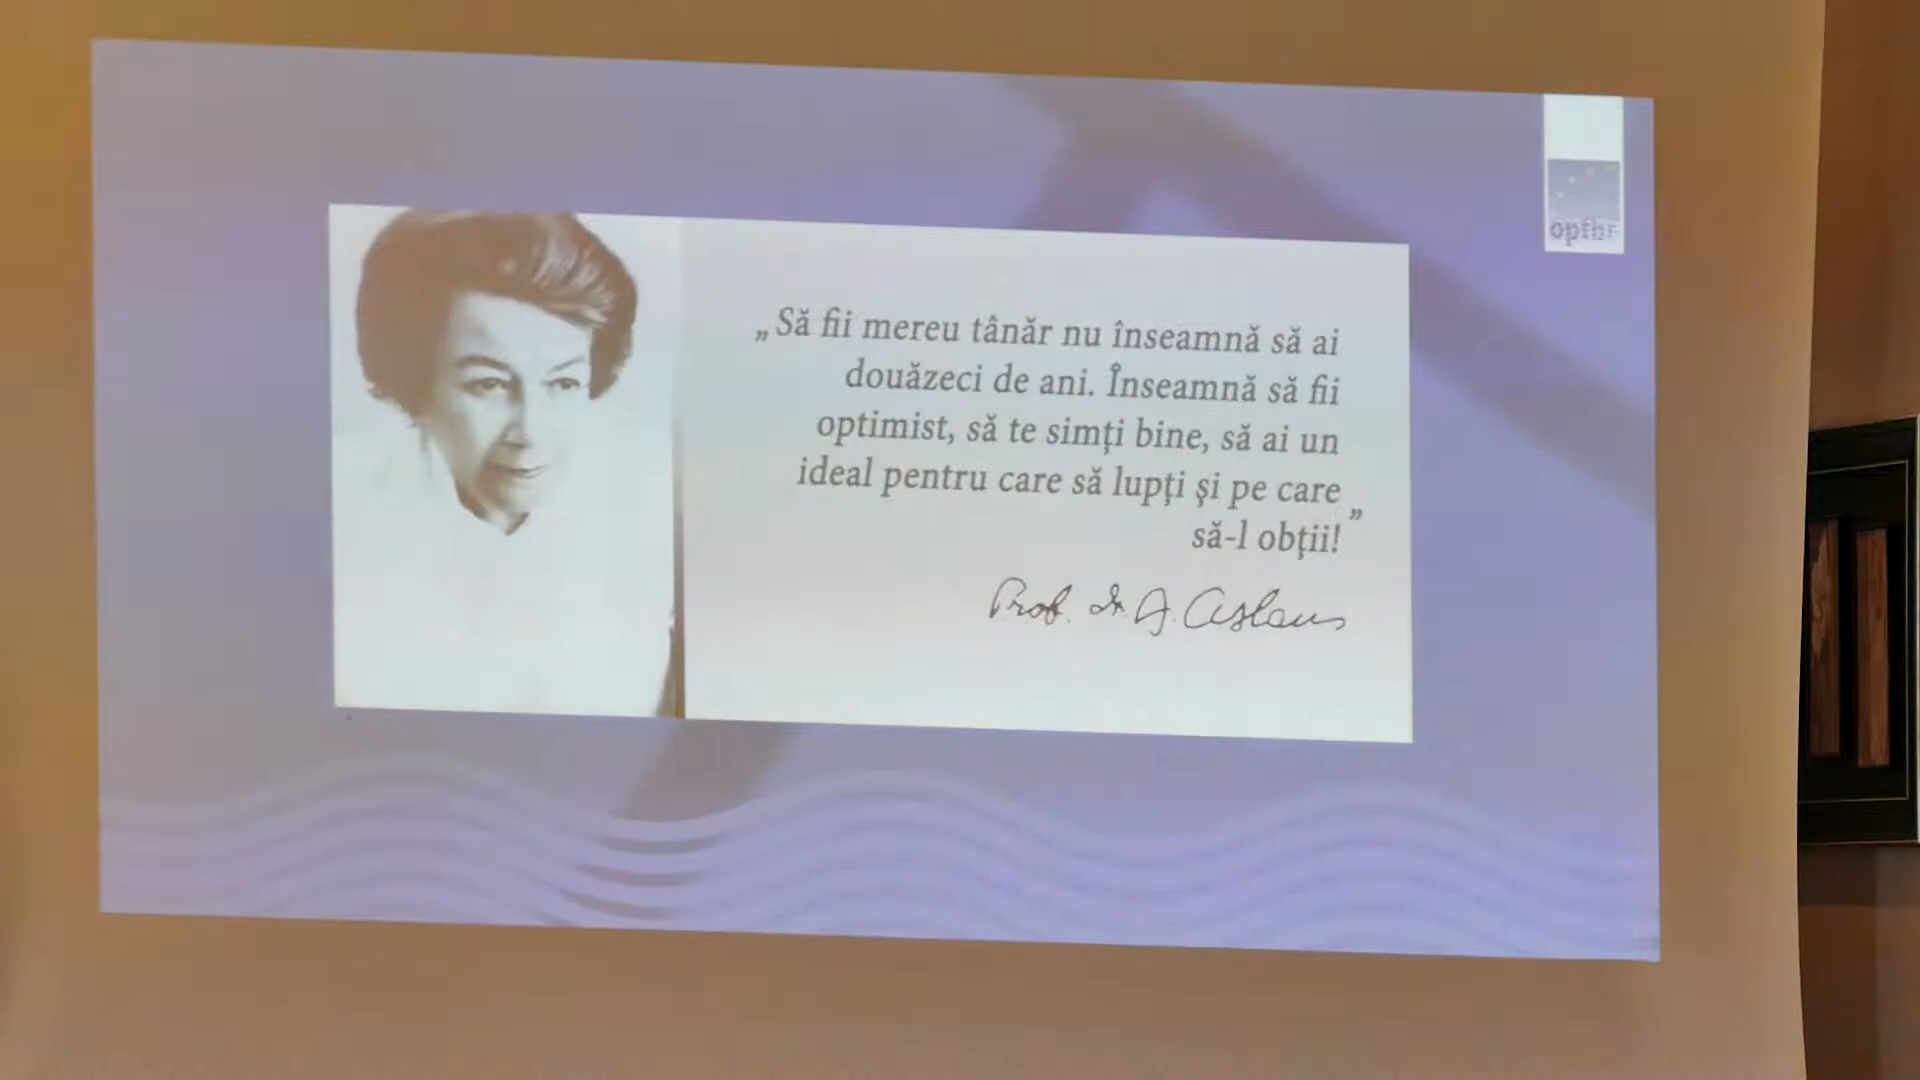 optbr
„Să fii mereu tânăr nu înseamnă să ai
douăzeci de ani. Înseamnă să fii
optimist, să te simți bine, să ai un
ideal pentru care să lupți și pe care
să-l obții!”
Prof. Dr. A. Aslan